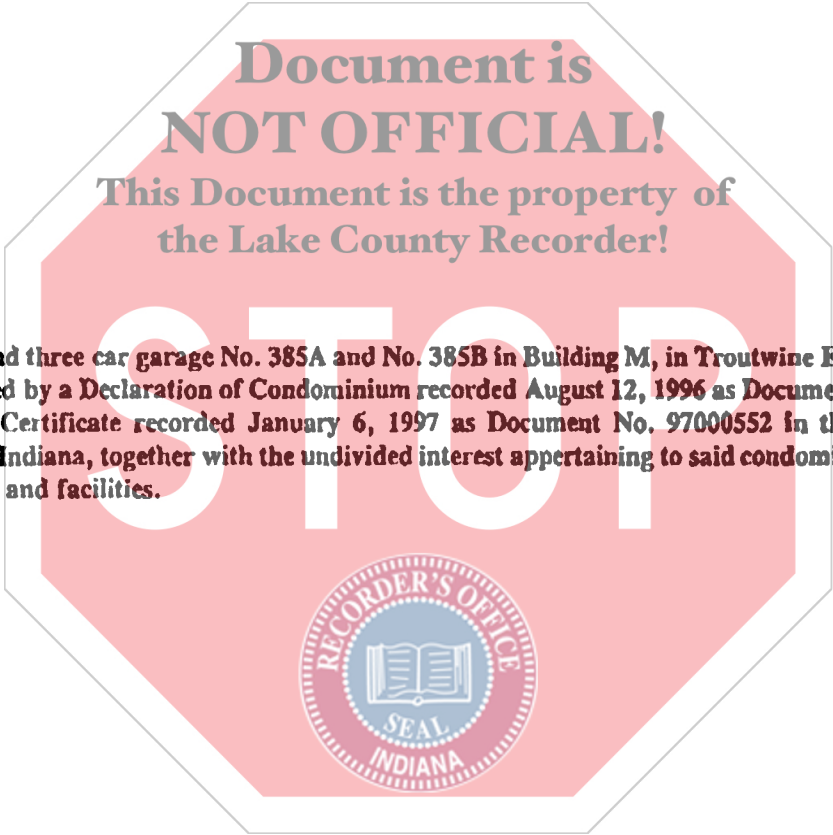 Document is
NOT OFFICIAL!
This Document is the property of
the Lake County Recorder!
STOP
three car garage No. 385A and No. 385B in Building M, in Troutwine
by a Declaration of Condominium recorded August 12, 1996 as
Certificate recorded January 6, 1997 as Document No. 97000552 in
Indiana, together with the undivided interest appertaining to said
and facilities.
RECORDER'S OFFICE
SEAL
INDIANA